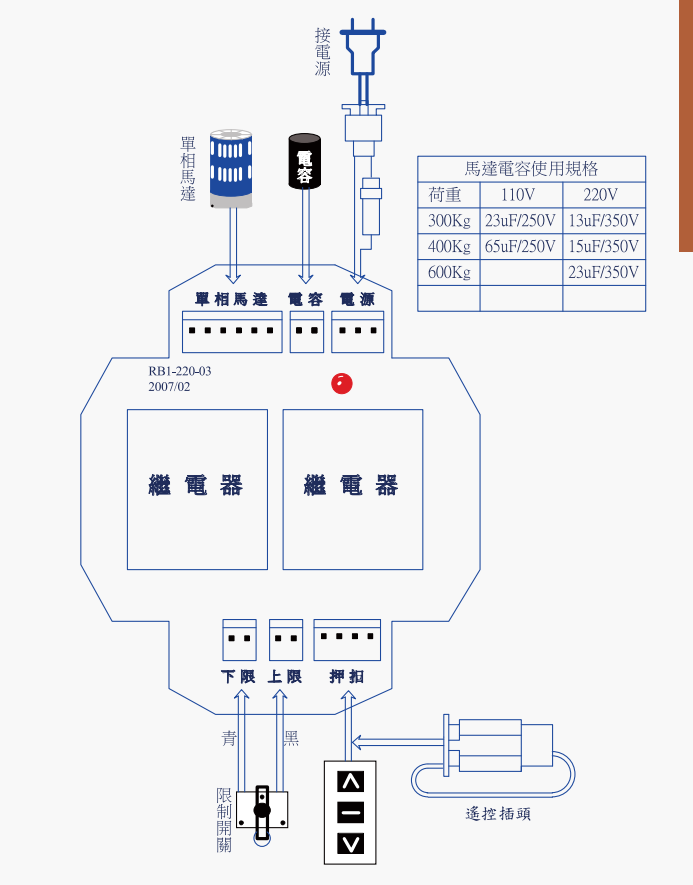 接電源
單相馬達
電容
馬達電容使用規格
荷重 110V 220V
300Kg 23uF/250V 13uF/350V
400Kg 65uF/250V 15uF/350V
600Kg 23uF/350V
單相馬達 電容 電源
RB1-220-03
2007/02
繼電器 繼電器
下限 上限 押扣
青 黑
限制開關
遙控插頭